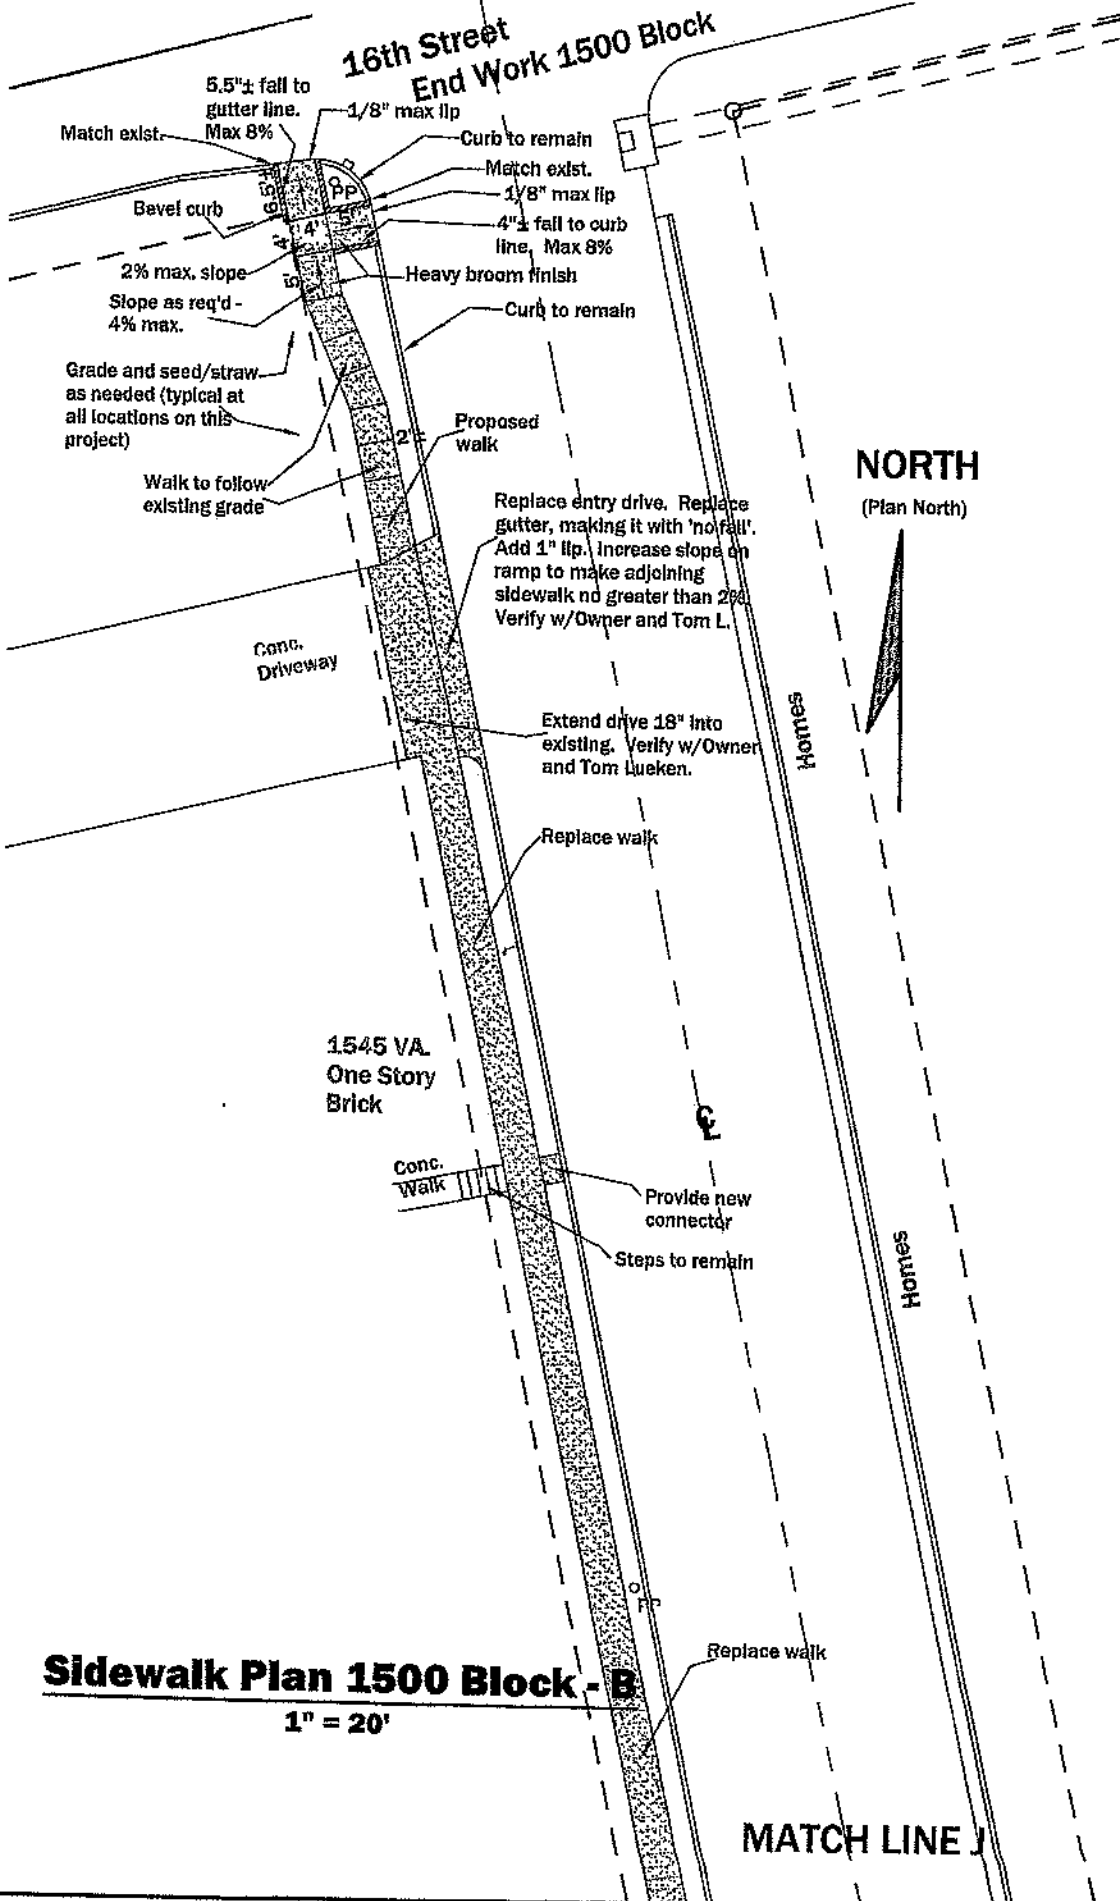 16th Street
End Work 1500 Block
5.5"± fall to
gutter line.
Max 8%
1/8" max lip
Match exist.
Curb to remain
Match exist.
PP
1/8" max lip
Bevel curb
6.5'±
4'
5'
4"± fall to curb
line. Max 8%
4'
2% max. slope
5'
Heavy broom finish
Slope as req'd -
4% max.
Curb to remain
Grade and seed/straw
as needed (typical at
all locations on this
project)
2'±
Proposed
walk
NORTH
(Plan North)
Walk to follow
existing grade
Replace entry drive. Replace
gutter, making it with 'no fall'.
Add 1" lip. Increase slope on
ramp to make adjoining
sidewalk no greater than 2%.
Verify w/Owner and Tom L.
Conc.
Driveway
Homes
Extend drive 18" into
existing. Verify w/Owner
and Tom Lueken.
Replace walk
1545 VA.
One Story
Brick
CL
Conc.
Walk
Provide new
connector
Steps to remain
Homes
PP
Replace walk
Sidewalk Plan 1500 Block - B
1" = 20'
MATCH LINE J